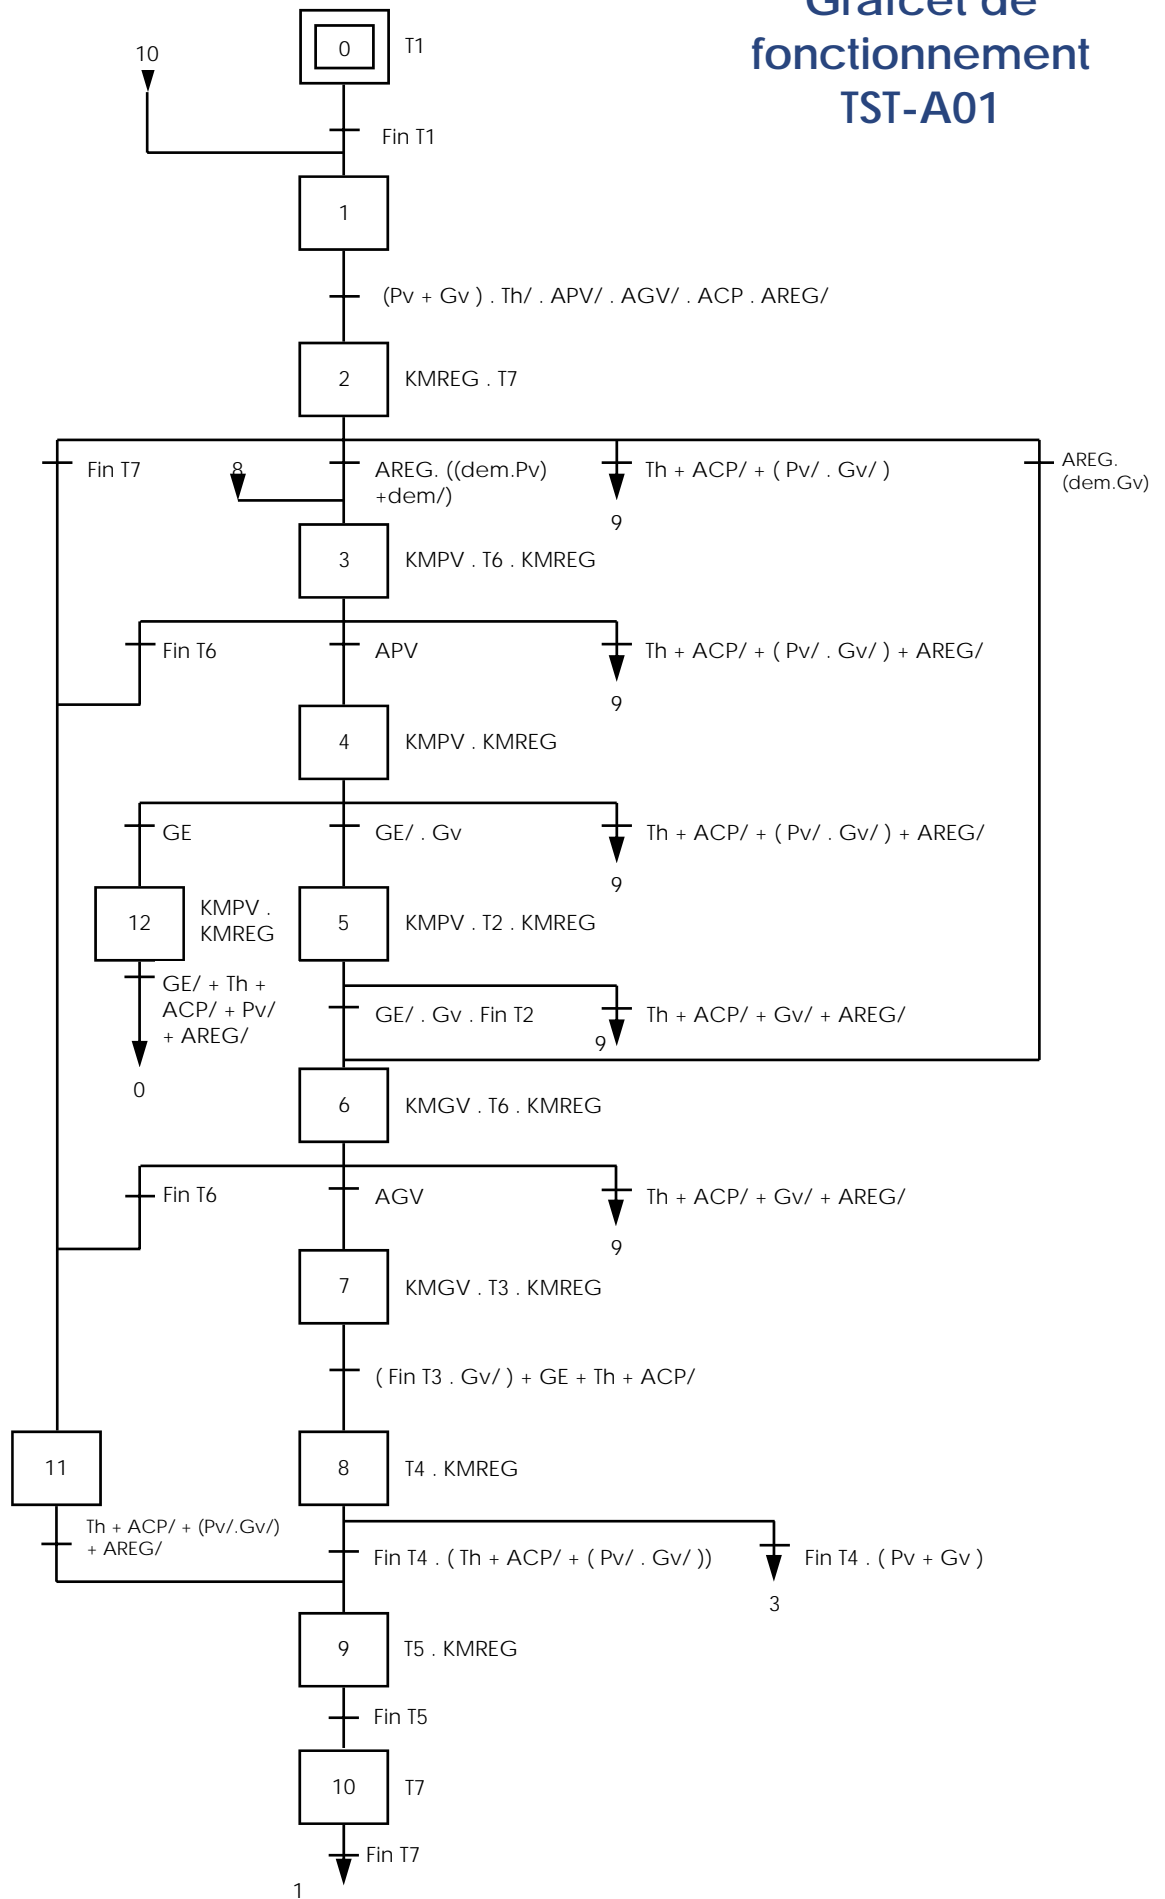 Grafcet de
fonctionnement
TST-A01
0 T1
10
Fin T1
1
(Pv + Gv ) . Th/ . APV/ . AGV/ . ACP . AREG/
2 KMREG . T7
Fin T7
8
AREG. ((dem.Pv)
+dem/)
Th + ACP/ + ( Pv/ . Gv/ )
9
AREG.
(dem.Gv)
3 KMPV . T6 . KMREG
Fin T6
APV
Th + ACP/ + ( Pv/ . Gv/ ) + AREG/
9
4 KMPV . KMREG
GE
GE/ . Gv
Th + ACP/ + ( Pv/ . Gv/ ) + AREG/
9
12
KMPV .
KMREG
5 KMPV . T2 . KMREG
GE/ + Th +
ACP/ + Pv/
+ AREG/
0
GE/ . Gv . Fin T2
Th + ACP/ + Gv/ + AREG/
9
6 KMGV . T6 . KMREG
Fin T6
AGV
Th + ACP/ + Gv/ + AREG/
9
7 KMGV . T3 . KMREG
( Fin T3 . Gv/ ) + GE + Th + ACP/
11
8 T4 . KMREG
Th + ACP/ + (Pv/.Gv/)
+ AREG/
Fin T4 . ( Th + ACP/ + ( Pv/ . Gv/ ))
Fin T4 . ( Pv + Gv )
3
9 T5 . KMREG
Fin T5
10 T7
Fin T7
1